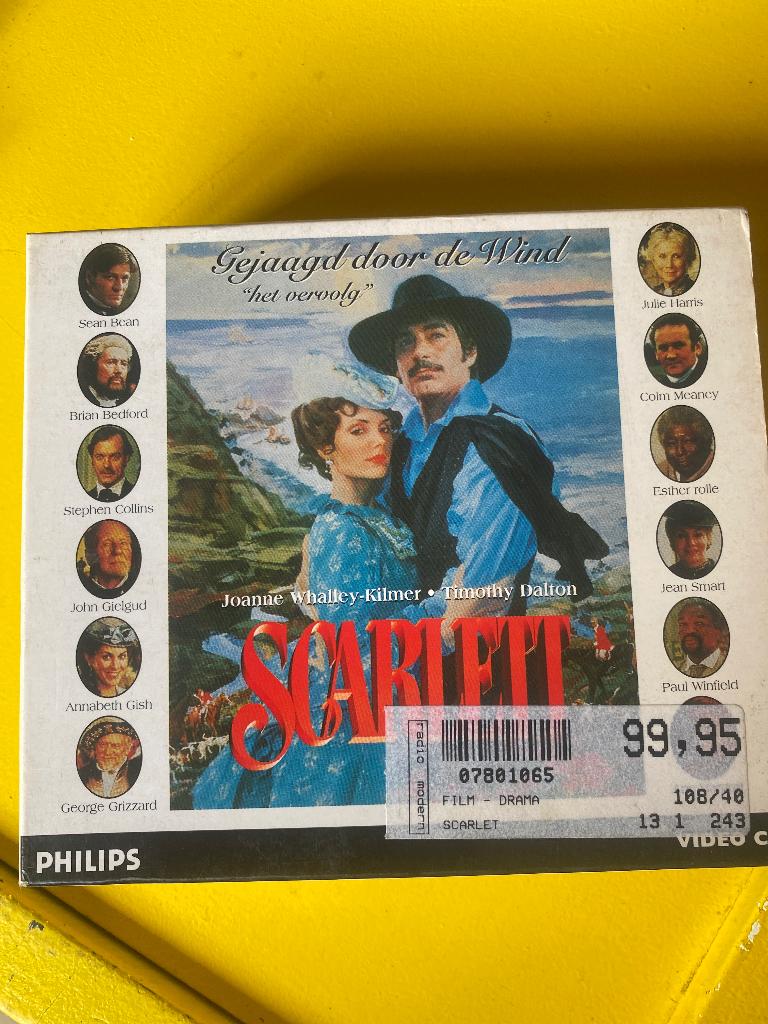 Gejaagd door de Wind
"het vervolg"
Sean Bean
Brian Bedford
Stephen Collins
John Gielgud
Annabeth Gish
George Grizzard
Julie Harris
Colm Meaney
Esther rolle
Jean Smart
Paul Winfield
Joanne Whalley-Kilmer • Timothy Dalton
SCARLETT
radio modern
99,95
07801065
FILM - DRAMA
108/40
SCARLET
13 1 243
PHILIPS
VIDEO C